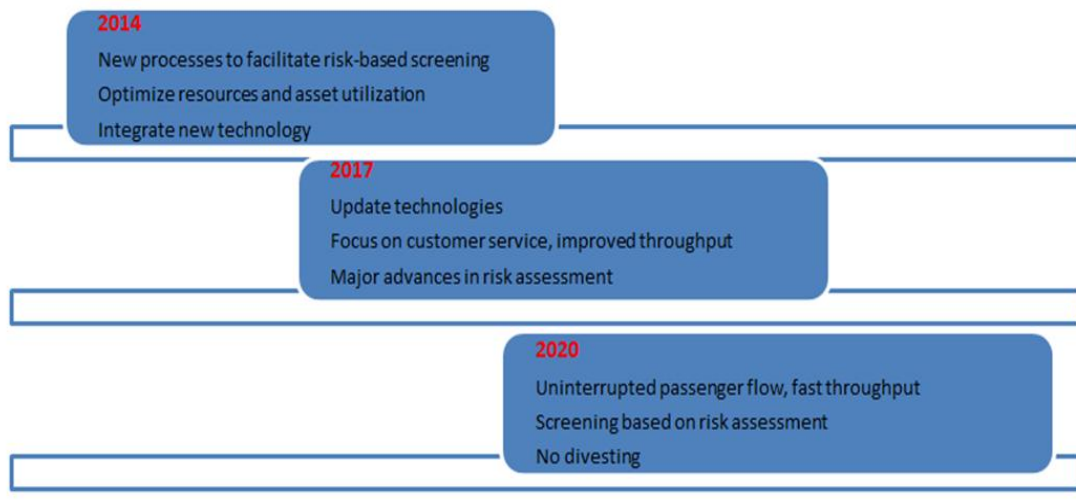 2014
New processes to facilitate risk-based screening
Optimize resources and asset utilization
Integrate new technology
2017
Update technologies
Focus on customer service, improved throughput
Major advances in risk assessment
2020
Uninterrupted passenger flow, fast throughput
Screening based on risk assessment
No divesting